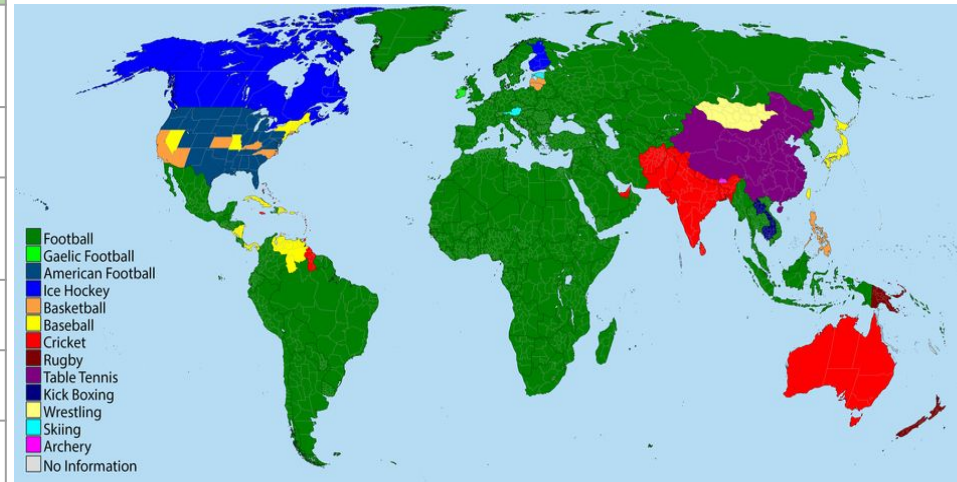 Football
Gaelic Football
American Football
Ice Hockey
Basketball
Baseball
Cricket
Rugby
Table Tennis
Kick Boxing
Wrestling
Skiing
Archery
No Information